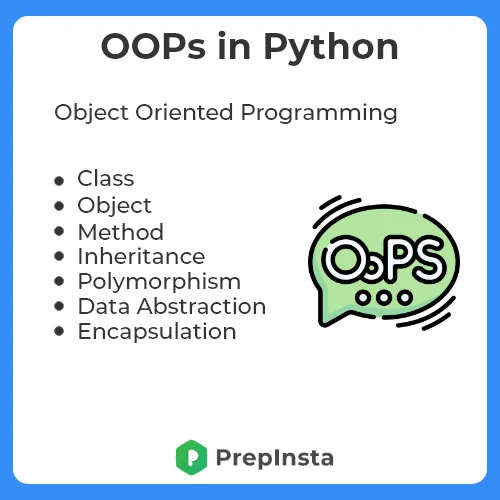 OOPs in Python
Object Oriented Programming
Class
Object
Method
Inheritance
Polymorphism
Data Abstraction
Encapsulation
OoPS
PrepInsta